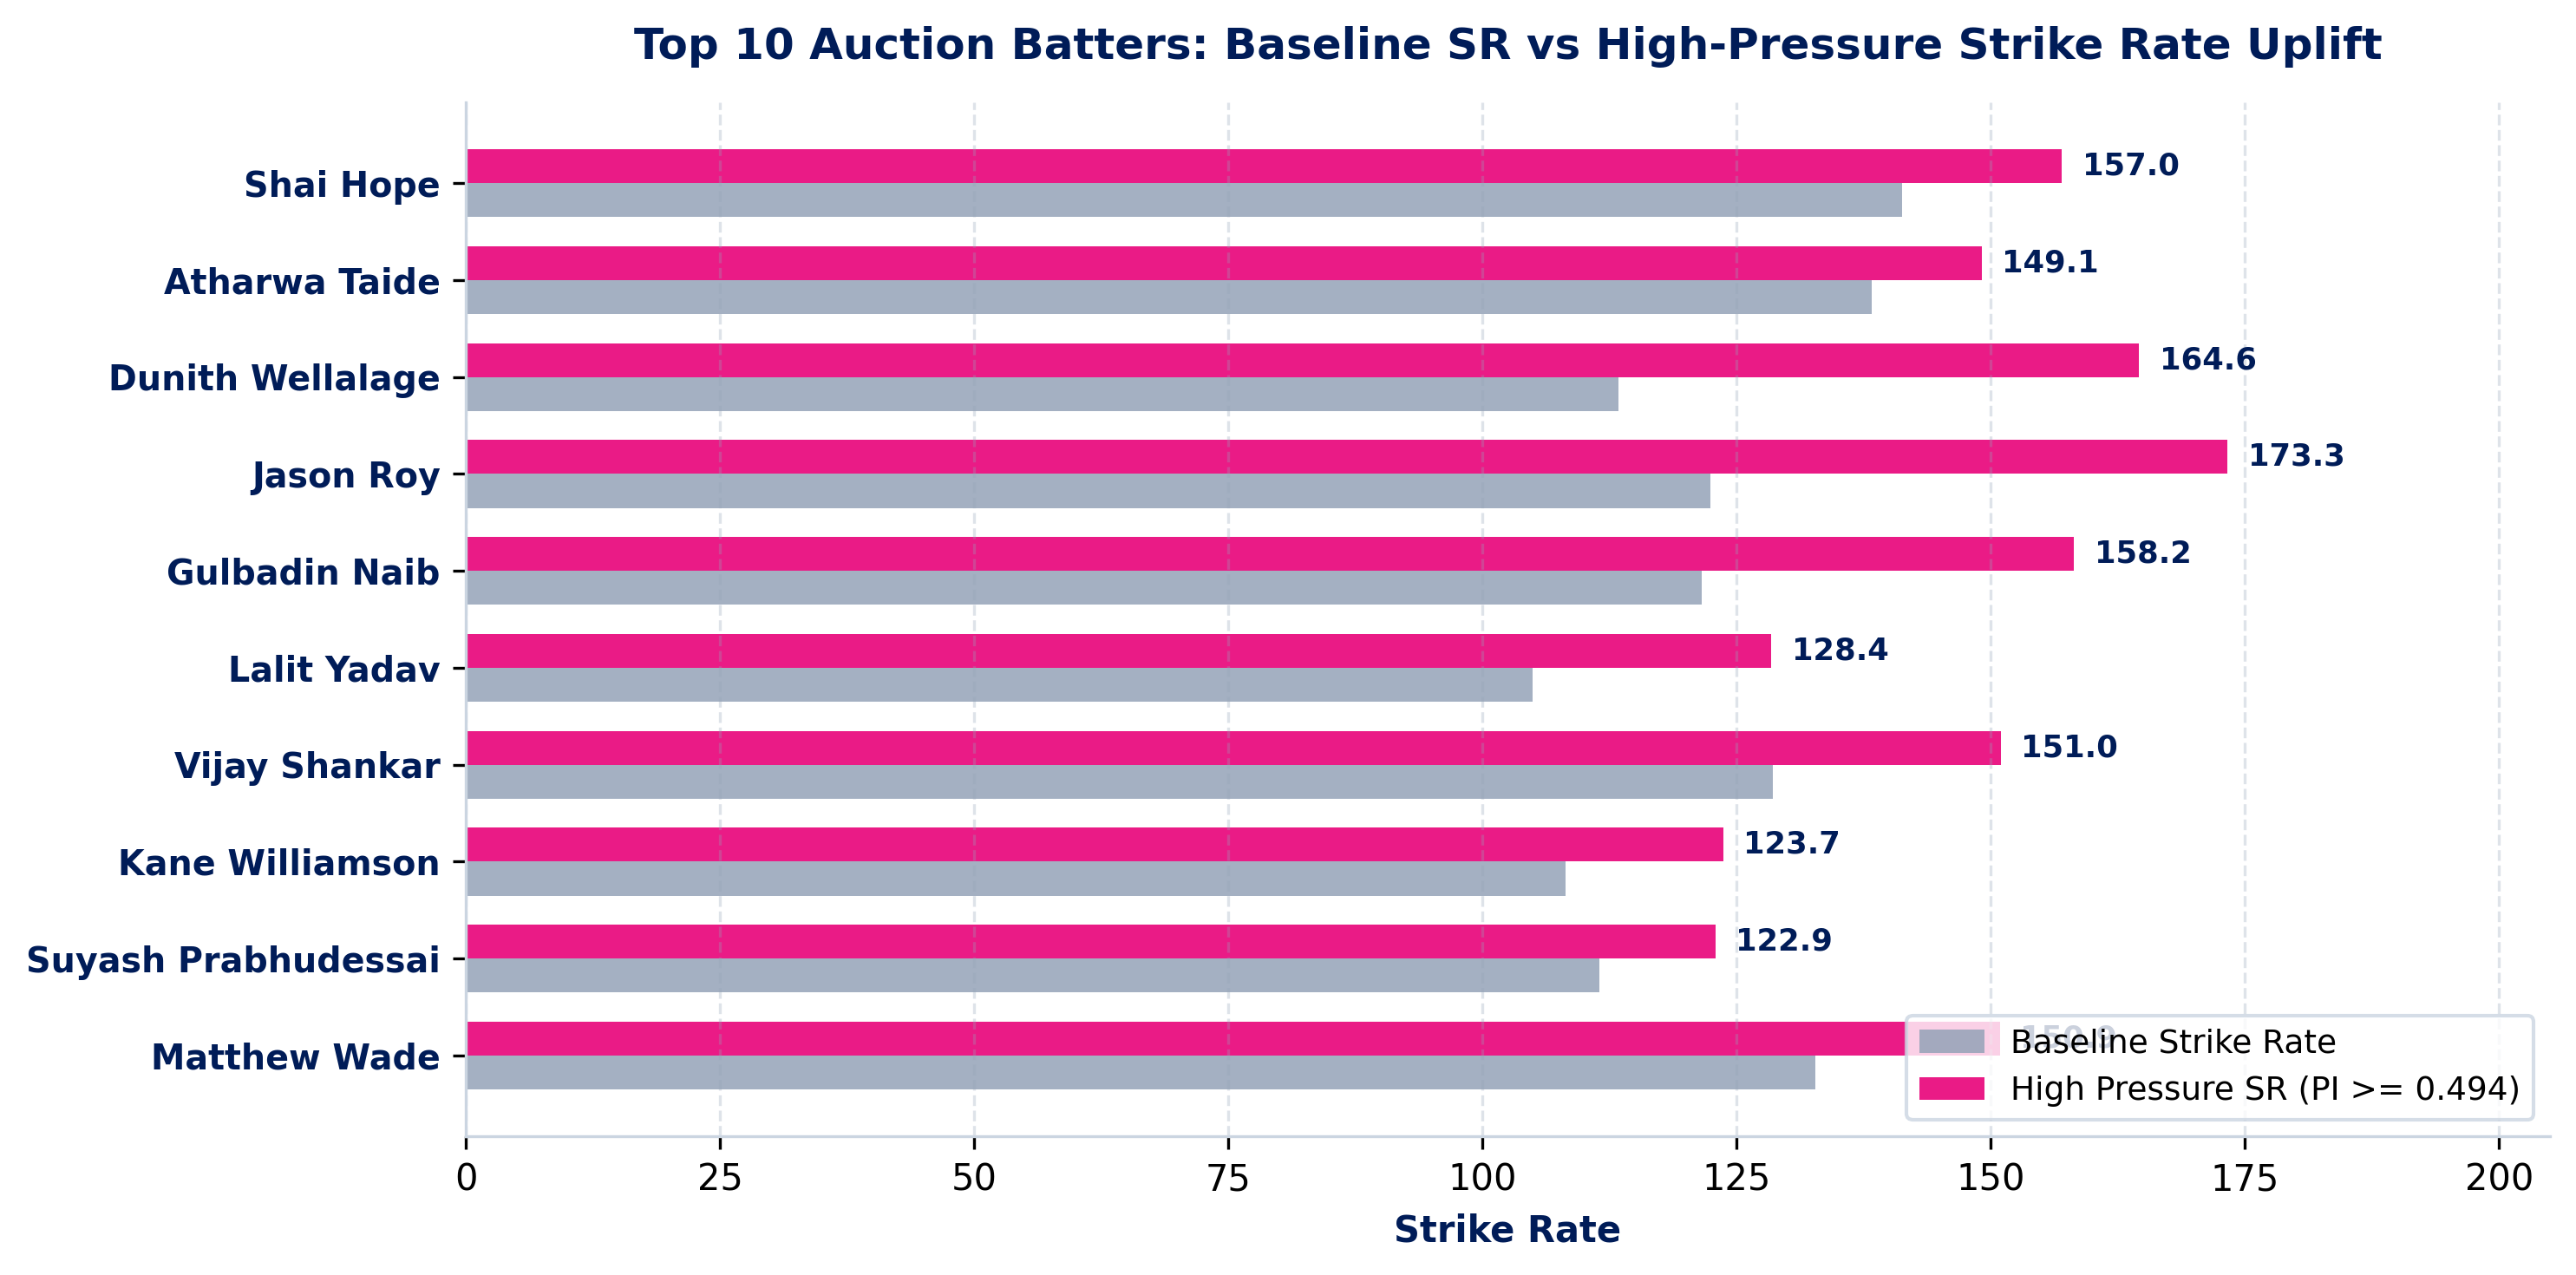 Top 10 Auction Batters: Baseline SR vs High-Pressure Strike Rate Uplift
Shai Hope 157.0
Atharwa Taide 149.1
Dunith Wellalage 164.6
Jason Roy 173.3
Gulbadin Naib 158.2
Lalit Yadav 128.4
Vijay Shankar 151.0
Kane Williamson 123.7
Suyash Prabhudessai 122.9
Matthew Wade
Baseline Strike Rate
High Pressure SR (PI >= 0.494)
0 25 50 75 100 125 150 175 200
Strike Rate